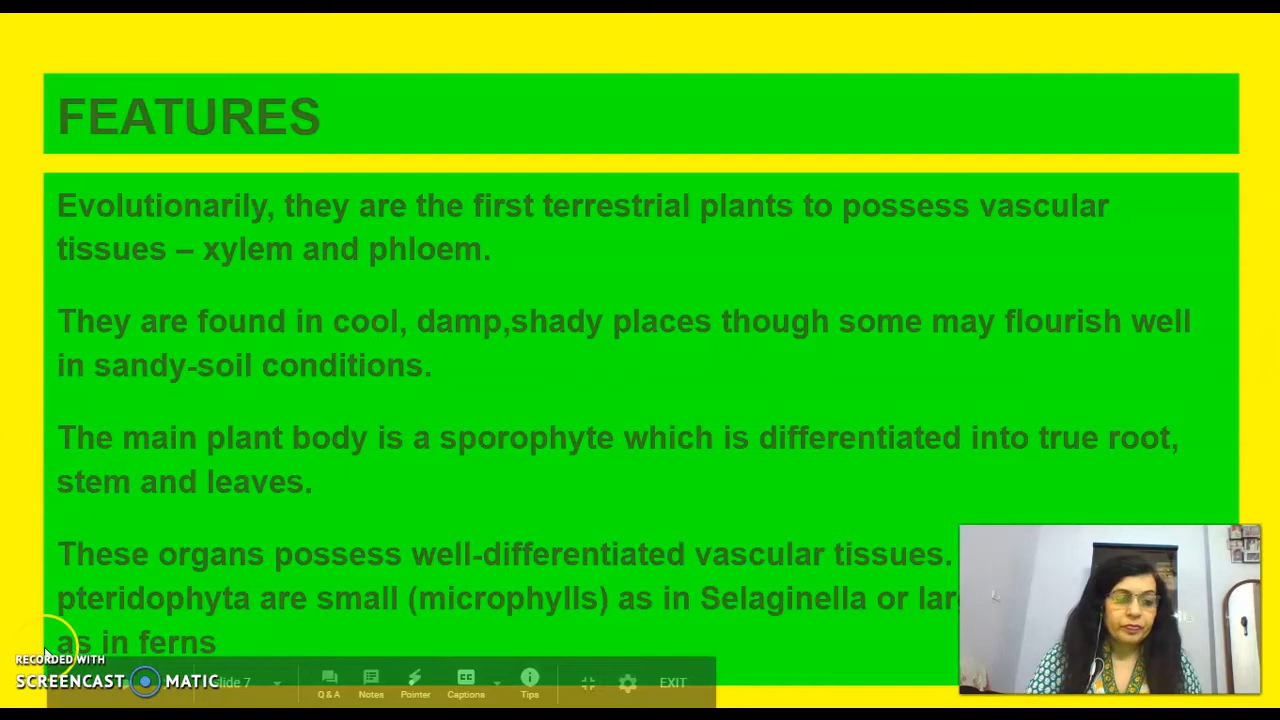 FEATURES
Evolutionarily, they are the first terrestrial plants to possess vascular
tissues – xylem and phloem.
They are found in cool, damp,shady places though some may flourish well
in sandy-soil conditions.
The main plant body is a sporophyte which is differentiated into true root,
stem and leaves.
These organs possess well-differentiated vascular tissues.
pteridophyta are small (microphylls) as in Selaginella or
as in ferns
RECORDED WITH
SCREENCAST MATIC
Slide 7
Q & A
Notes
Pointer
Captions
Tips
EXIT